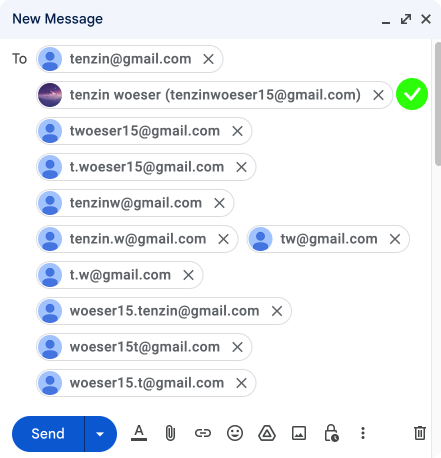 New Message
To tenzin@gmail.com
tenzin woeser (tenzinwoeser15@gmail.com)
twoeser15@gmail.com
t.woeser15@gmail.com
tenzinw@gmail.com
tenzin.w@gmail.com tw@gmail.com
t.w@gmail.com
woeser15.tenzin@gmail.com
woeser15t@gmail.com
woeser15.t@gmail.com
Send